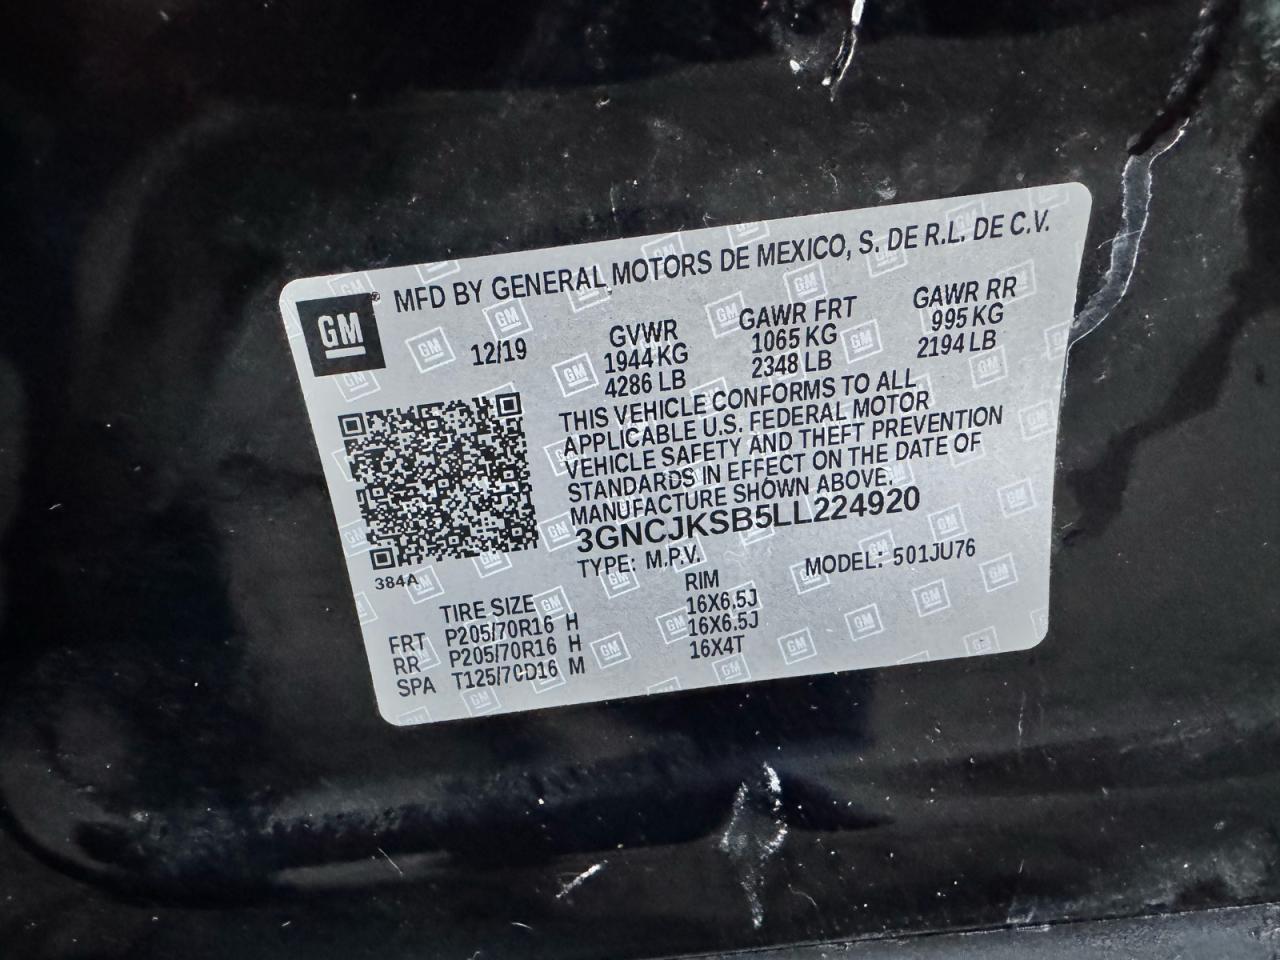 MFD BY GENERAL MOTORS DE MEXICO, S. DE R.L. DE C.V.
GM ®
12/19
GVWR GAWR FRT GAWR RR
1944 KG 1065 KG 995 KG
4286 LB 2348 LB 2194 LB
THIS VEHICLE CONFORMS TO ALL
APPLICABLE U.S. FEDERAL MOTOR
VEHICLE SAFETY AND THEFT PREVENTION
STANDARDS IN EFFECT ON THE DATE OF
MANUFACTURE SHOWN ABOVE.
3GNCJKSB5LL224920
TYPE: M.P.V. MODEL: 501JU76
384A
TIRE SIZE RIM
FRT P205/70R16 H 16X6.5J
RR P205/70R16 H 16X6.5J
SPA T125/70D16 M 16X4T